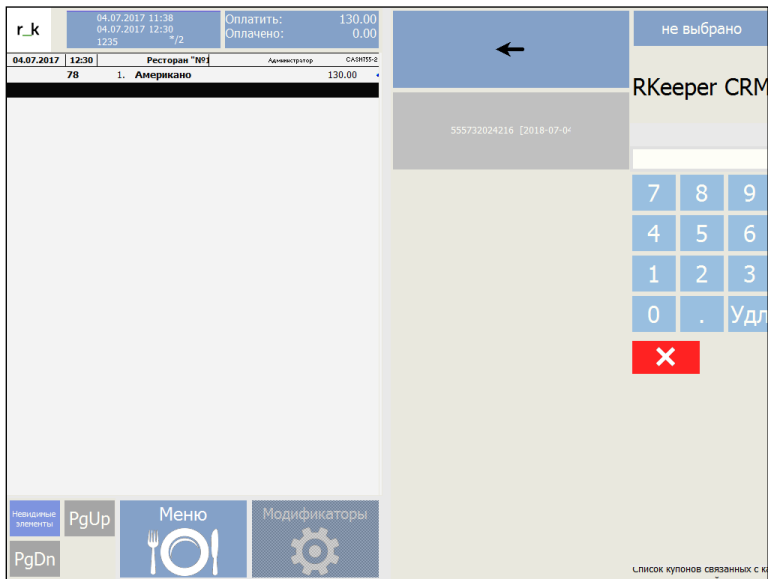 r_k
04.07.2017 11:38
04.07.2017 12:30
1235 */2
Оплатить: 130.00
Оплачено: 0.00
04.07.2017 12:30 Ресторан "№1 Администратор CASH755-2
78 1. Американо 130.00
555732024216 [2018-07-04
не выбрано
RKeeper CRM
7 8 9
4 5 6
1 2 3
0 . Удл
Невидимые
элементы
PgUp
PgDn
Меню
Модификаторы
Список купонов связанных с ка